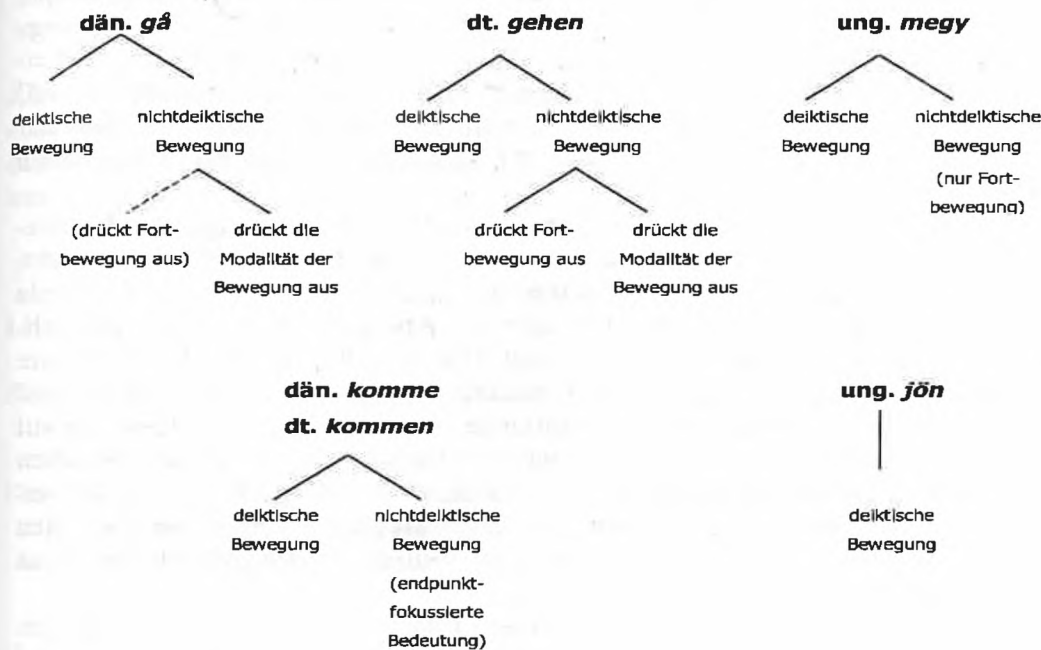 dän. gå
deiktische
Bewegung
nichtdeiktische
Bewegung
(drückt Fort-
bewegung aus)
drückt die
Modalität der
Bewegung aus
dt. gehen
deiktische
Bewegung
nichtdeiktische
Bewegung
drückt Fort-
bewegung aus
drückt die
Modalität der
Bewegung aus
ung. megy
deiktische
Bewegung
nichtdeiktische
Bewegung
(nur Fort-
bewegung)
dän. komme
dt. kommen
deiktische
Bewegung
nichtdeiktische
Bewegung
(endpunkt-
fokussierte
Bedeutung)
ung. jön
deiktische
Bewegung